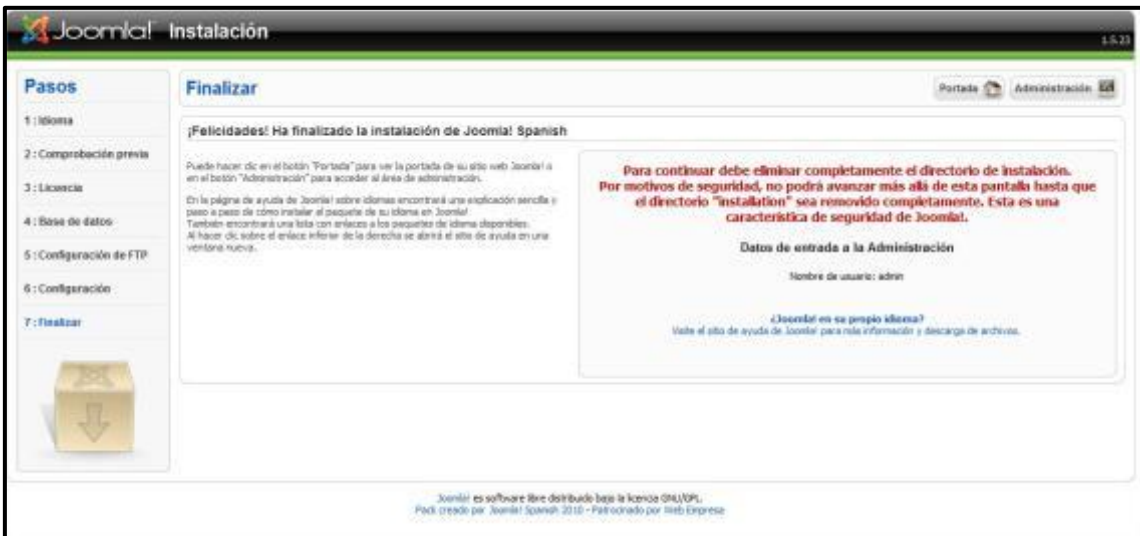 Joomla! Instalación
1.5.23
Pasos
1 : Idioma
2 : Comprobación previa
3 : Licencia
4 : Base de datos
5 : Configuración de FTP
6 : Configuración
7 : Finalizar
Finalizar
Portada
Administración
¡Felicidades! Ha finalizado la instalación de Joomla! Spanish
Puede hacer clic en el botón "Portada" para ver la portada de su sitio web Joomla! o
en el botón "Administración" para acceder al área de administración.
En la página de ayuda de Joomla! sobre idiomas encontrará una explicación sencilla y
paso a paso de cómo instalar el paquete de su idioma en Joomla!
También encontrará una lista con enlaces a los paquetes de idioma disponibles.
Al hacer clic sobre el enlace inferior de la derecha se abrirá el sitio de ayuda en una
ventana nueva.
Para continuar debe eliminar completamente el directorio de instalación.
Por motivos de seguridad, no podrá avanzar más allá de esta pantalla hasta que
el directorio "installation" sea removido completamente. Esta es una
característica de seguridad de Joomla!.
Datos de entrada a la Administración
Nombre de usuario: admin
¿Joomla! en su propio idioma?
Visite el sitio de ayuda de Joomla! para más información y descarga de archivos.
Joomla! es software libre distribuido bajo la licencia GNU/GPL.
Pack creado por Joomla! Spanish 2010 - Patrocinado por Web Empresa